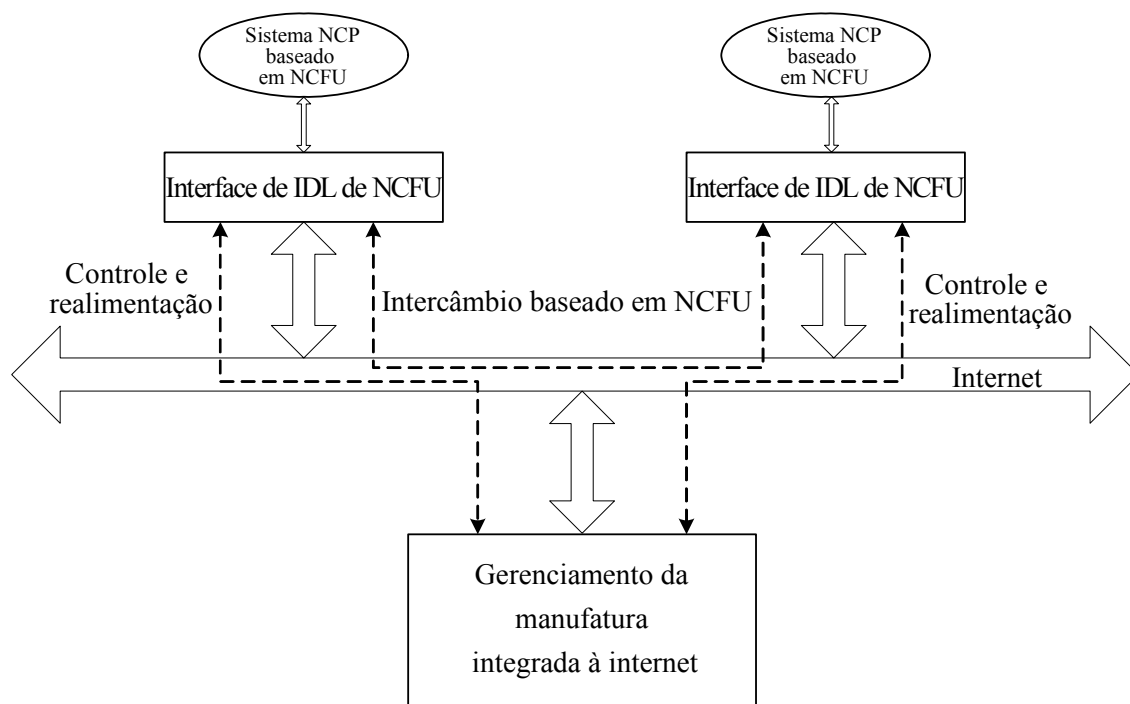 Sistema NCP
baseado
em NCFU
Sistema NCP
baseado
em NCFU
Interface de IDL de NCFU
Interface de IDL de NCFU
Controle e
realimentação
Intercâmbio baseado em NCFU
Controle e
realimentação
Internet
Gerenciamento da
manufatura
integrada à internet